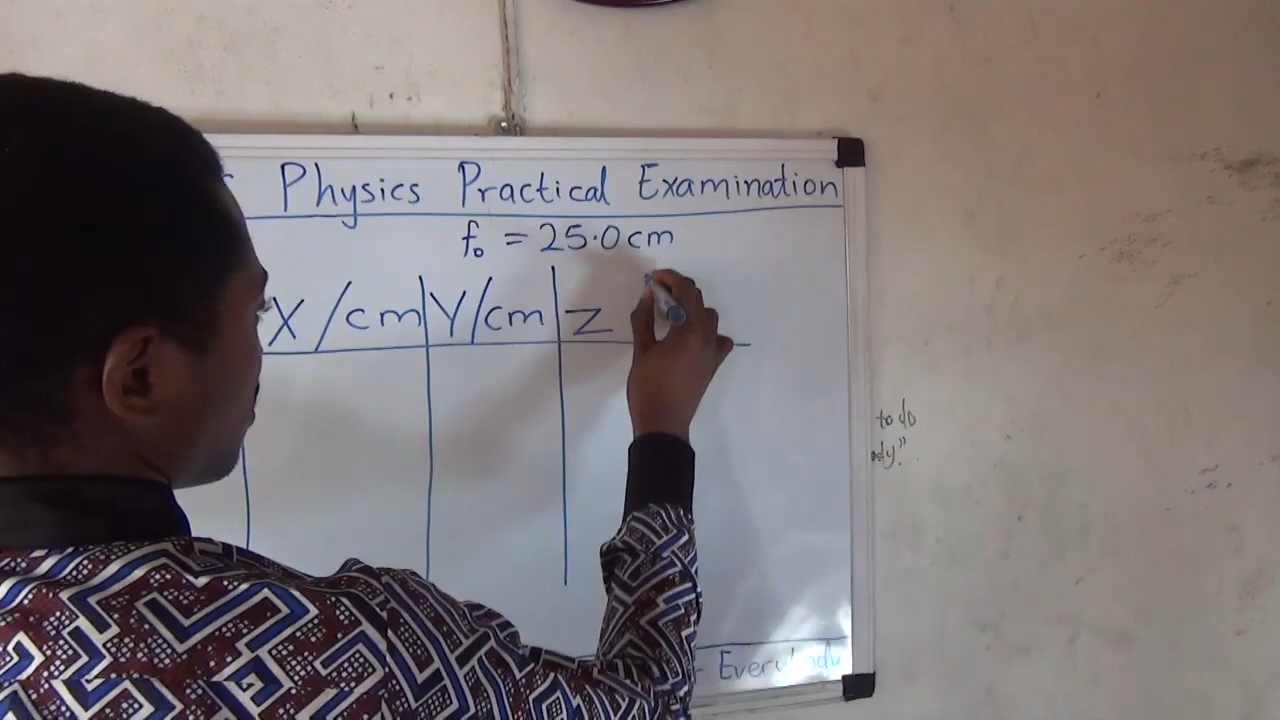 Physics Practical Examination
f₀ = 25.0 cm
X /cm Y/cm Z
to do
Everybody